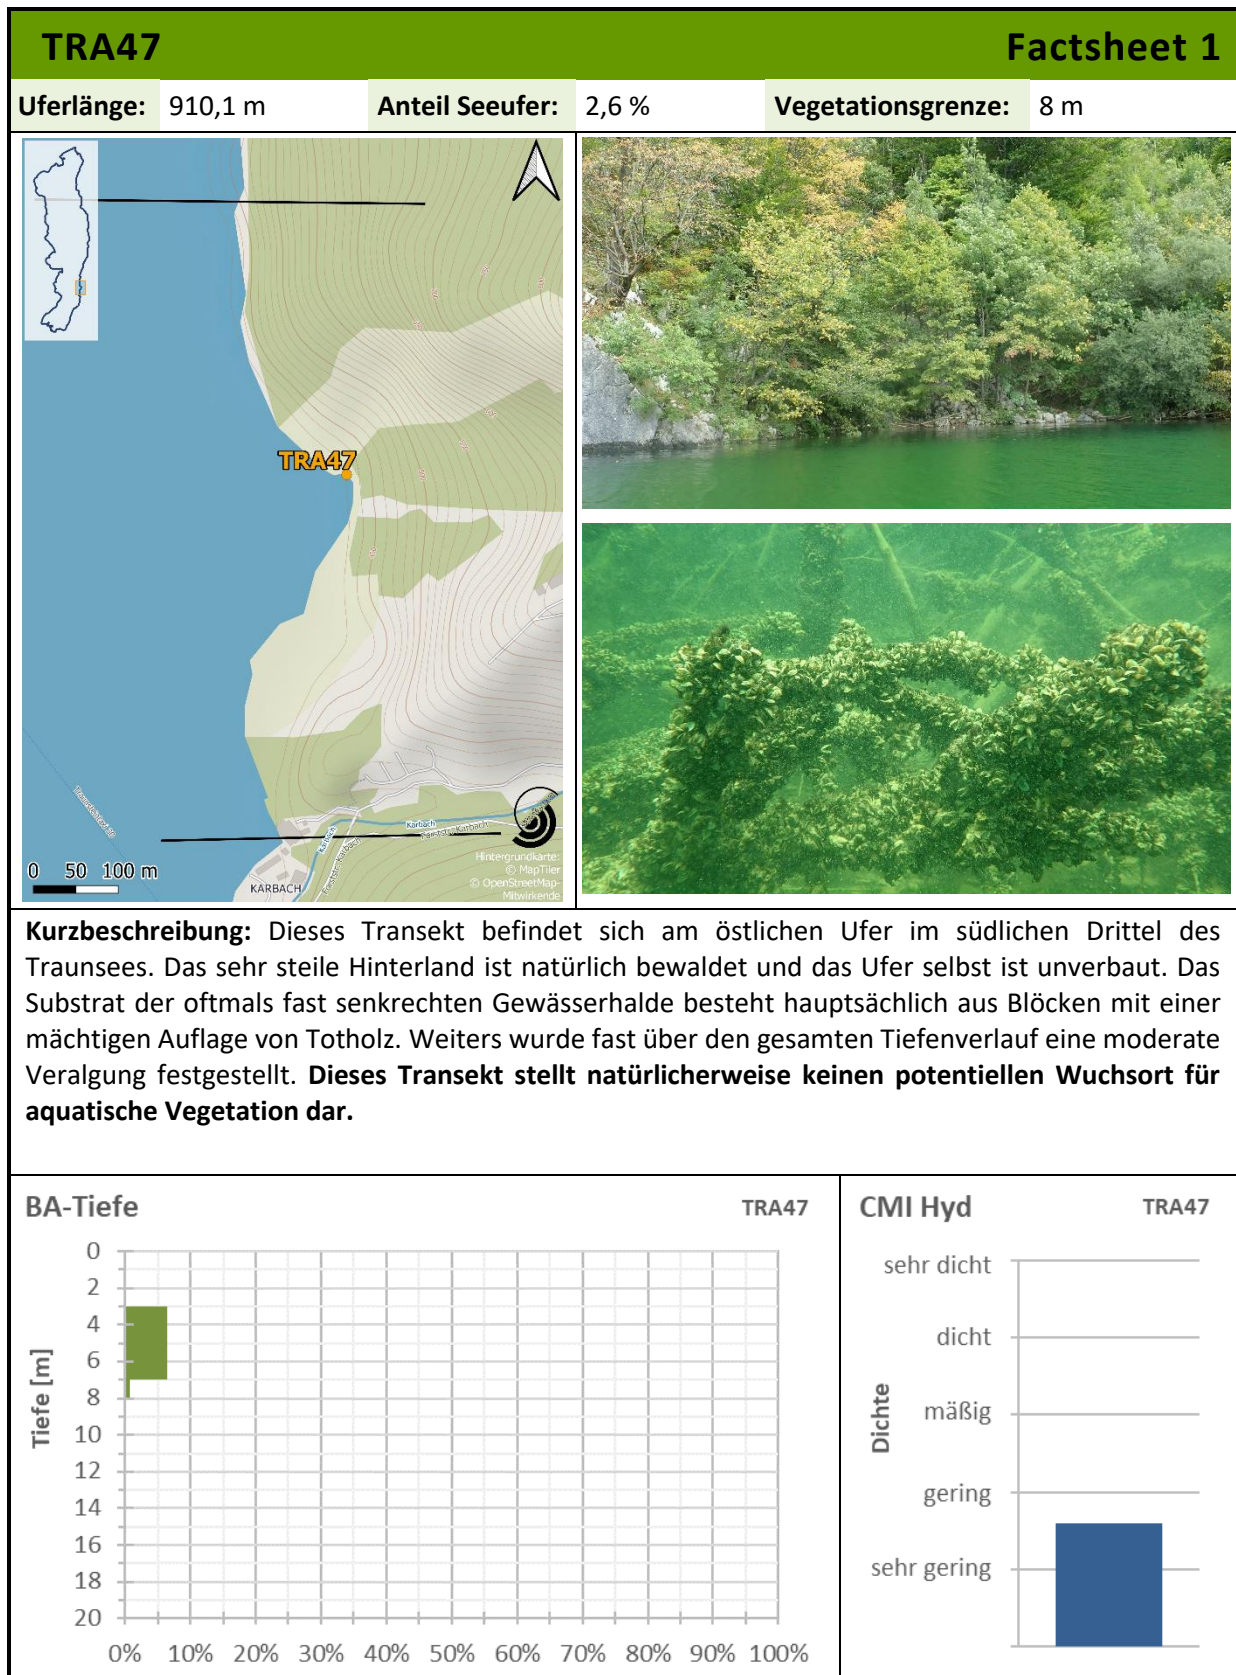 TRA47 Factsheet 1
Uferlänge: 910,1 m Anteil Seeufer: 2,6 % Vegetationsgrenze: 8 m
TRA47
0 50 100 m
KARBACH
Karbach
Karbach
Forststr. Karbach
Forststr. Karbach
Hintergrundkarte:
© MapTiler
© OpenStreetMap-
Mitwirkende
Kurzbeschreibung: Dieses Transekt befindet sich am östlichen Ufer im südlichen Drittel des
Traunsees. Das sehr steile Hinterland ist natürlich bewaldet und das Ufer selbst ist unverbaut. Das
Substrat der oftmals fast senkrechten Gewässerhalde besteht hauptsächlich aus Blöcken mit einer
mächtigen Auflage von Totholz. Weiters wurde fast über den gesamten Tiefenverlauf eine moderate
Veralgung festgestellt. Dieses Transekt stellt natürlicherweise keinen potentiellen Wuchsort für
aquatische Vegetation dar.
BA-Tiefe TRA47
Tiefe [m]
0
2
4
6
8
10
12
14
16
18
20
0% 10% 20% 30% 40% 50% 60% 70% 80% 90% 100%
CMI Hyd TRA47
Dichte
sehr dicht
dicht
mäßig
gering
sehr gering